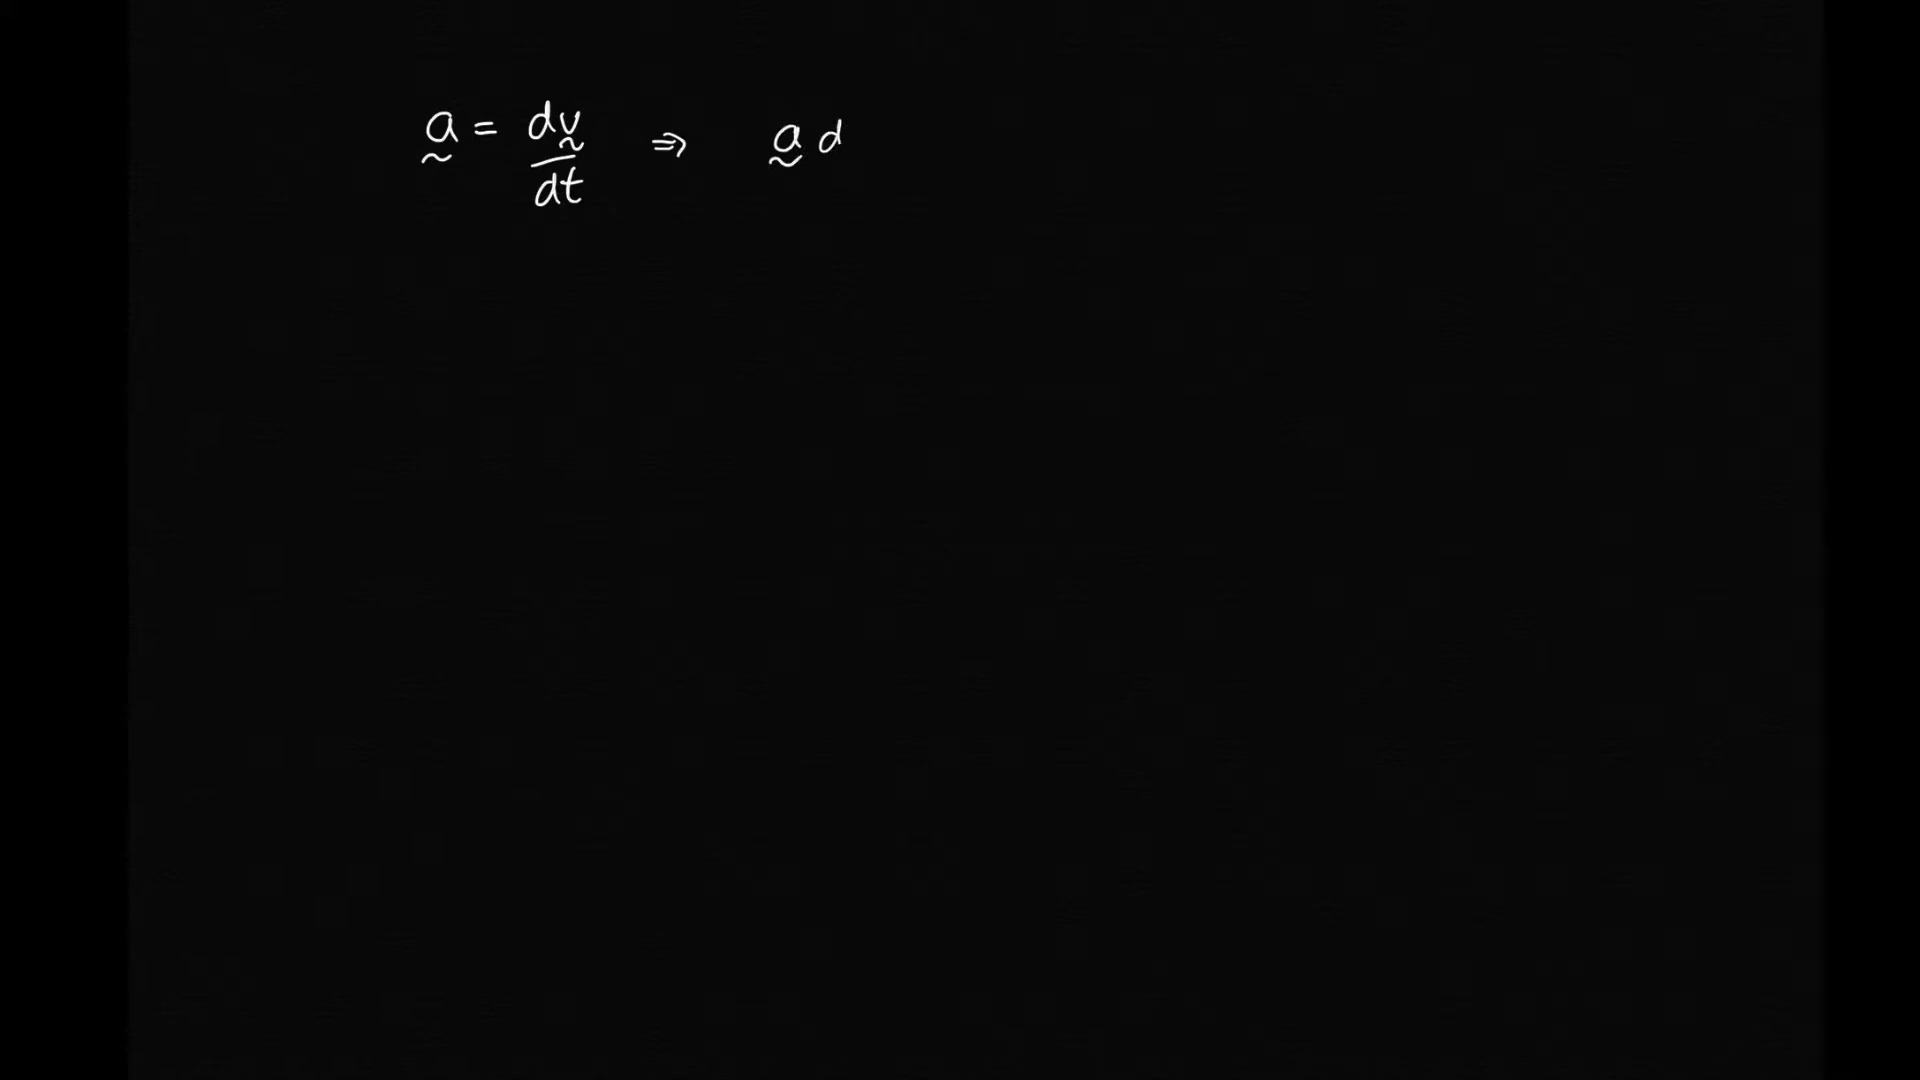 a̰ = dv̰/dt ⇒ a̰ d